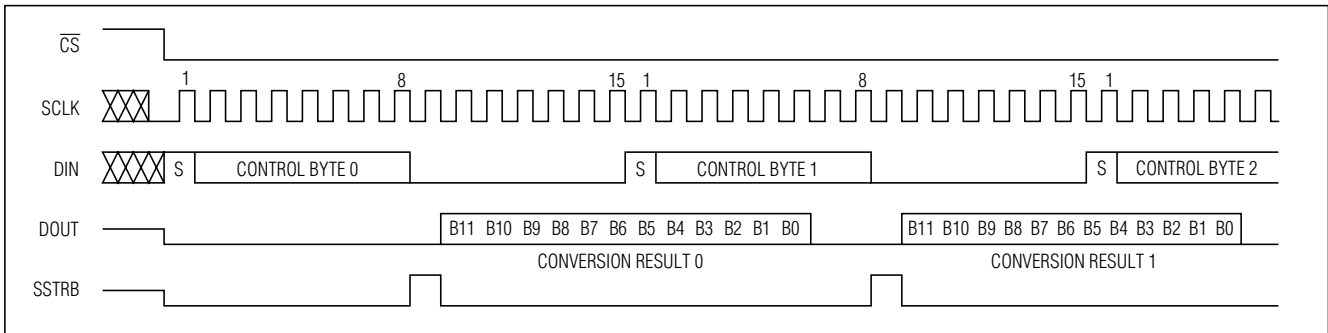 CS
1 8 15 1 8 15 1
SCLK
DIN S CONTROL BYTE 0 S CONTROL BYTE 1 S CONTROL BYTE 2
DOUT B11 B10 B9 B8 B7 B6 B5 B4 B3 B2 B1 B0 B11 B10 B9 B8 B7 B6 B5 B4 B3 B2 B1 B0
CONVERSION RESULT 0 CONVERSION RESULT 1
SSTRB